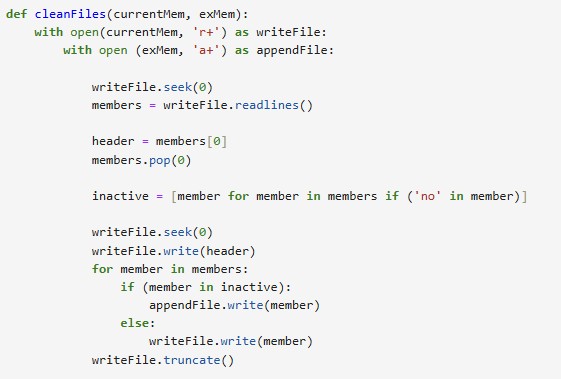 def cleanFiles(currentMem, exMem):
    with open(currentMem, 'r+') as writeFile:
        with open (exMem, 'a+') as appendFile:

            writeFile.seek(0)
            members = writeFile.readlines()

            header = members[0]
            members.pop(0)

            inactive = [member for member in members if ('no' in member)]

            writeFile.seek(0)
            writeFile.write(header)
            for member in members:
                if (member in inactive):
                    appendFile.write(member)
                else:
                    writeFile.write(member)
            writeFile.truncate()